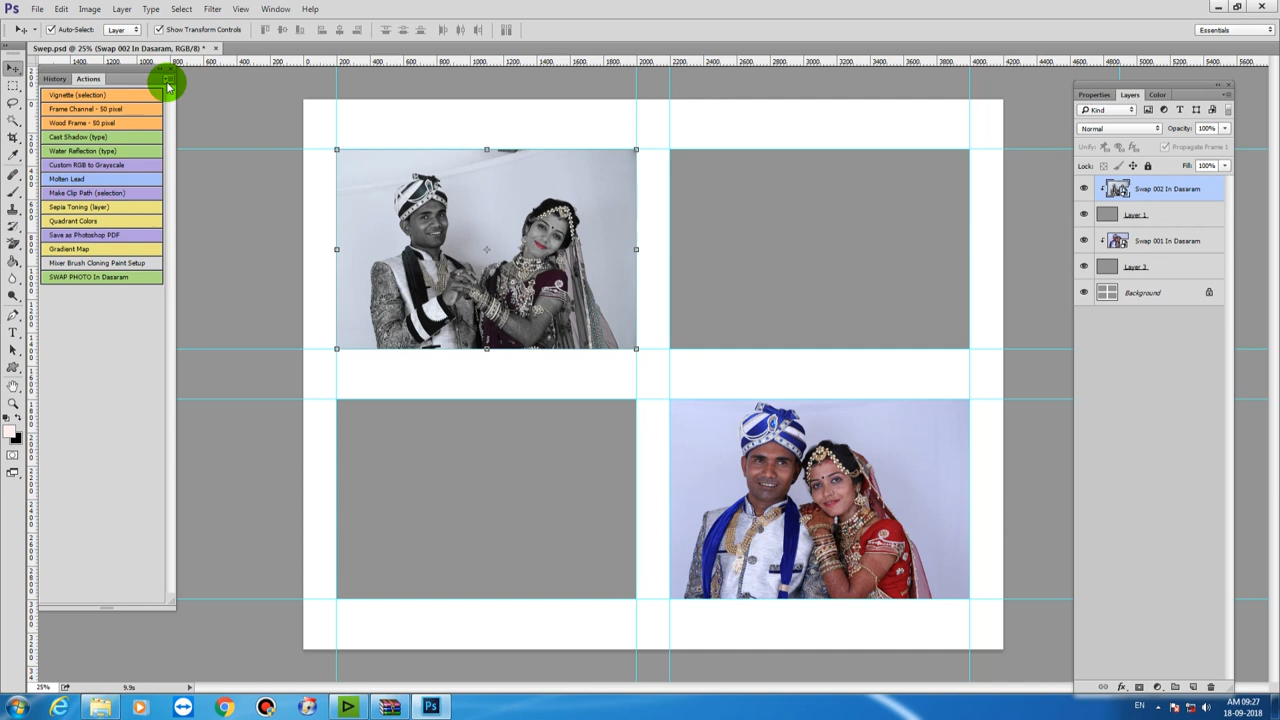 Ps File Edit Image Layer Type Select Filter View Window Help
Auto-Select: Layer Show Transform Controls Essentials
Swep.psd @ 25% (Swap 002 In Dasaram, RGB/8) * ×
History Actions
Vignette (selection)
Frame Channel - 50 pixel
Wood Frame - 50 pixel
Cast Shadow (type)
Water Reflection (type)
Custom RGB to Grayscale
Molten Lead
Make Clip Path (selection)
Sepia Toning (layer)
Quadrant Colors
Save as Photoshop PDF
Gradient Map
Mixer Brush Cloning Paint Setup
SWAP PHOTO In Dasaram
Properties Layers Color
Kind
Normal Opacity: 100%
Unify: Propagate Frame 1
Lock: Fill: 100%
Swap 002 In Dasaram
Layer 1
Swap 001 In Dasaram
Layer 3
Background
25% 9.9s
EN AM 09:27
18-09-2018